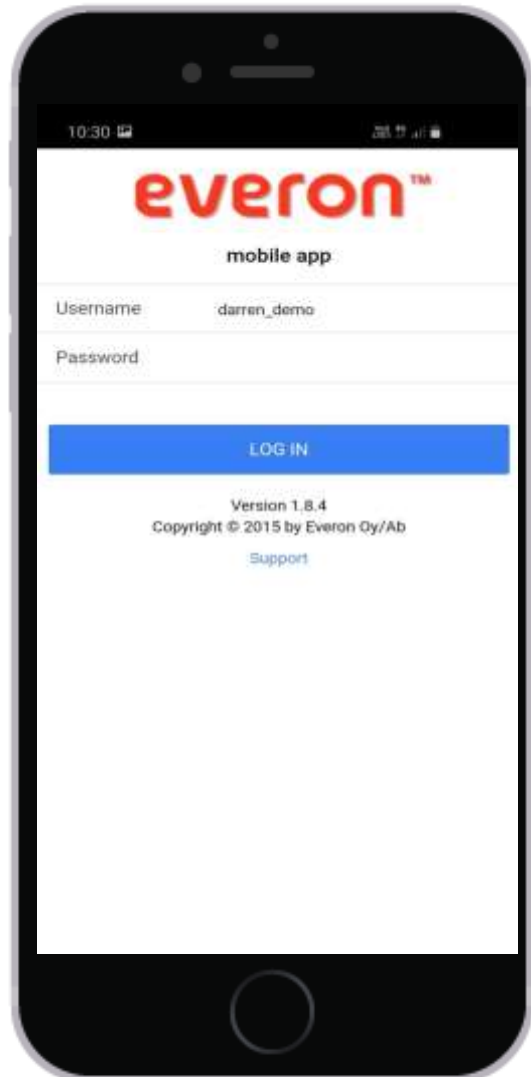 10:30
everon™
mobile app
Username darren_demo
Password
LOG IN
Version 1.8.4
Copyright © 2015 by Everon Oy/Ab
Support